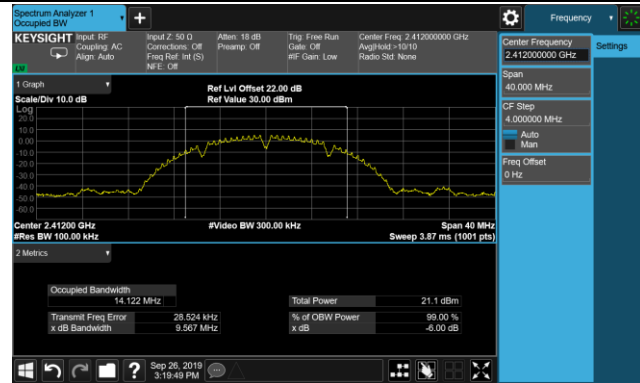 Spectrum Analyzer 1
Occupied BW
+
Frequency
KEYSIGHT
Input: RF
Coupling: AC
Align: Auto
Input Z: 50 Ω
Corrections: Off
Freq Ref: Int (S)
NFE: Off
Atten: 18 dB
Preamp: Off
Trig: Free Run
Gate: Off
#IF Gain: Low
Center Freq: 2.412000000 GHz
Avg|Hold:>10/10
Radio Std: None
Center Frequency
2.412000000 GHz
Settings
Span
40.000 MHz
CF Step
4.000000 MHz
Auto
Man
Freq Offset
0 Hz
1 Graph
Scale/Div 10.0 dB
Ref Lvl Offset 22.00 dB
Ref Value 30.00 dBm
Log
20.0
10.0
0.00
-10.0
-20.0
-30.0
-40.0
-50.0
-60.0
Center 2.41200 GHz
#Res BW 100.00 kHz
#Video BW 300.00 kHz
Span 40 MHz
Sweep 3.87 ms (1001 pts)
2 Metrics
Occupied Bandwidth
14.122 MHz
Total Power 21.1 dBm
Transmit Freq Error 28.524 kHz
% of OBW Power 99.00 %
x dB Bandwidth 9.567 MHz
x dB -6.00 dB
?
Sep 26, 2019
3:19:49 PM